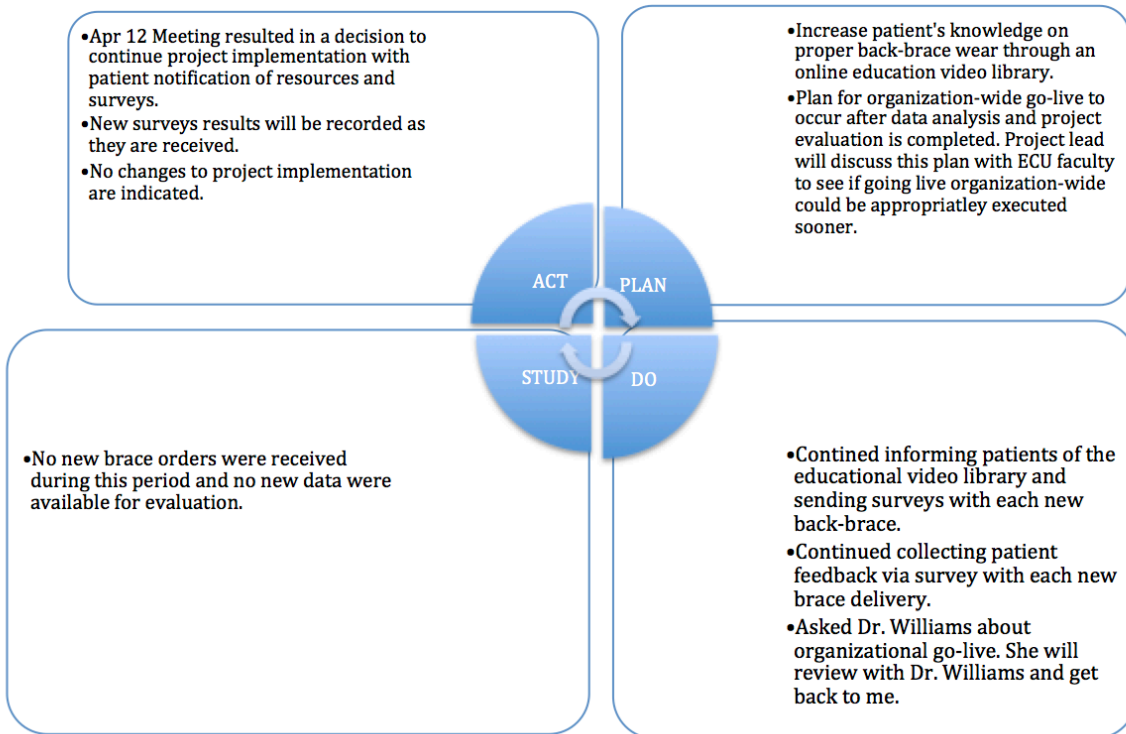 •Apr 12 Meeting resulted in a decision to
continue project implementation with
patient notification of resources and
surveys.
•New surveys results will be recorded as
they are received.
•No changes to project implementation
are indicated.
•Increase patient's knowledge on
proper back-brace wear through an
online education video library.
•Plan for organization-wide go-live to
occur after data analysis and project
evaluation is completed. Project lead
will discuss this plan with ECU faculty
to see if going live organization-wide
could be appropriatley executed
sooner.
ACT
PLAN
STUDY
DO
•No new brace orders were received
during this period and no new data were
available for evaluation.
•Contined informing patients of the
educational video library and
sending surveys with each new
back-brace.
•Continued collecting patient
feedback via survey with each new
brace delivery.
•Asked Dr. Williams about
organizational go-live. She will
review with Dr. Williams and get
back to me.